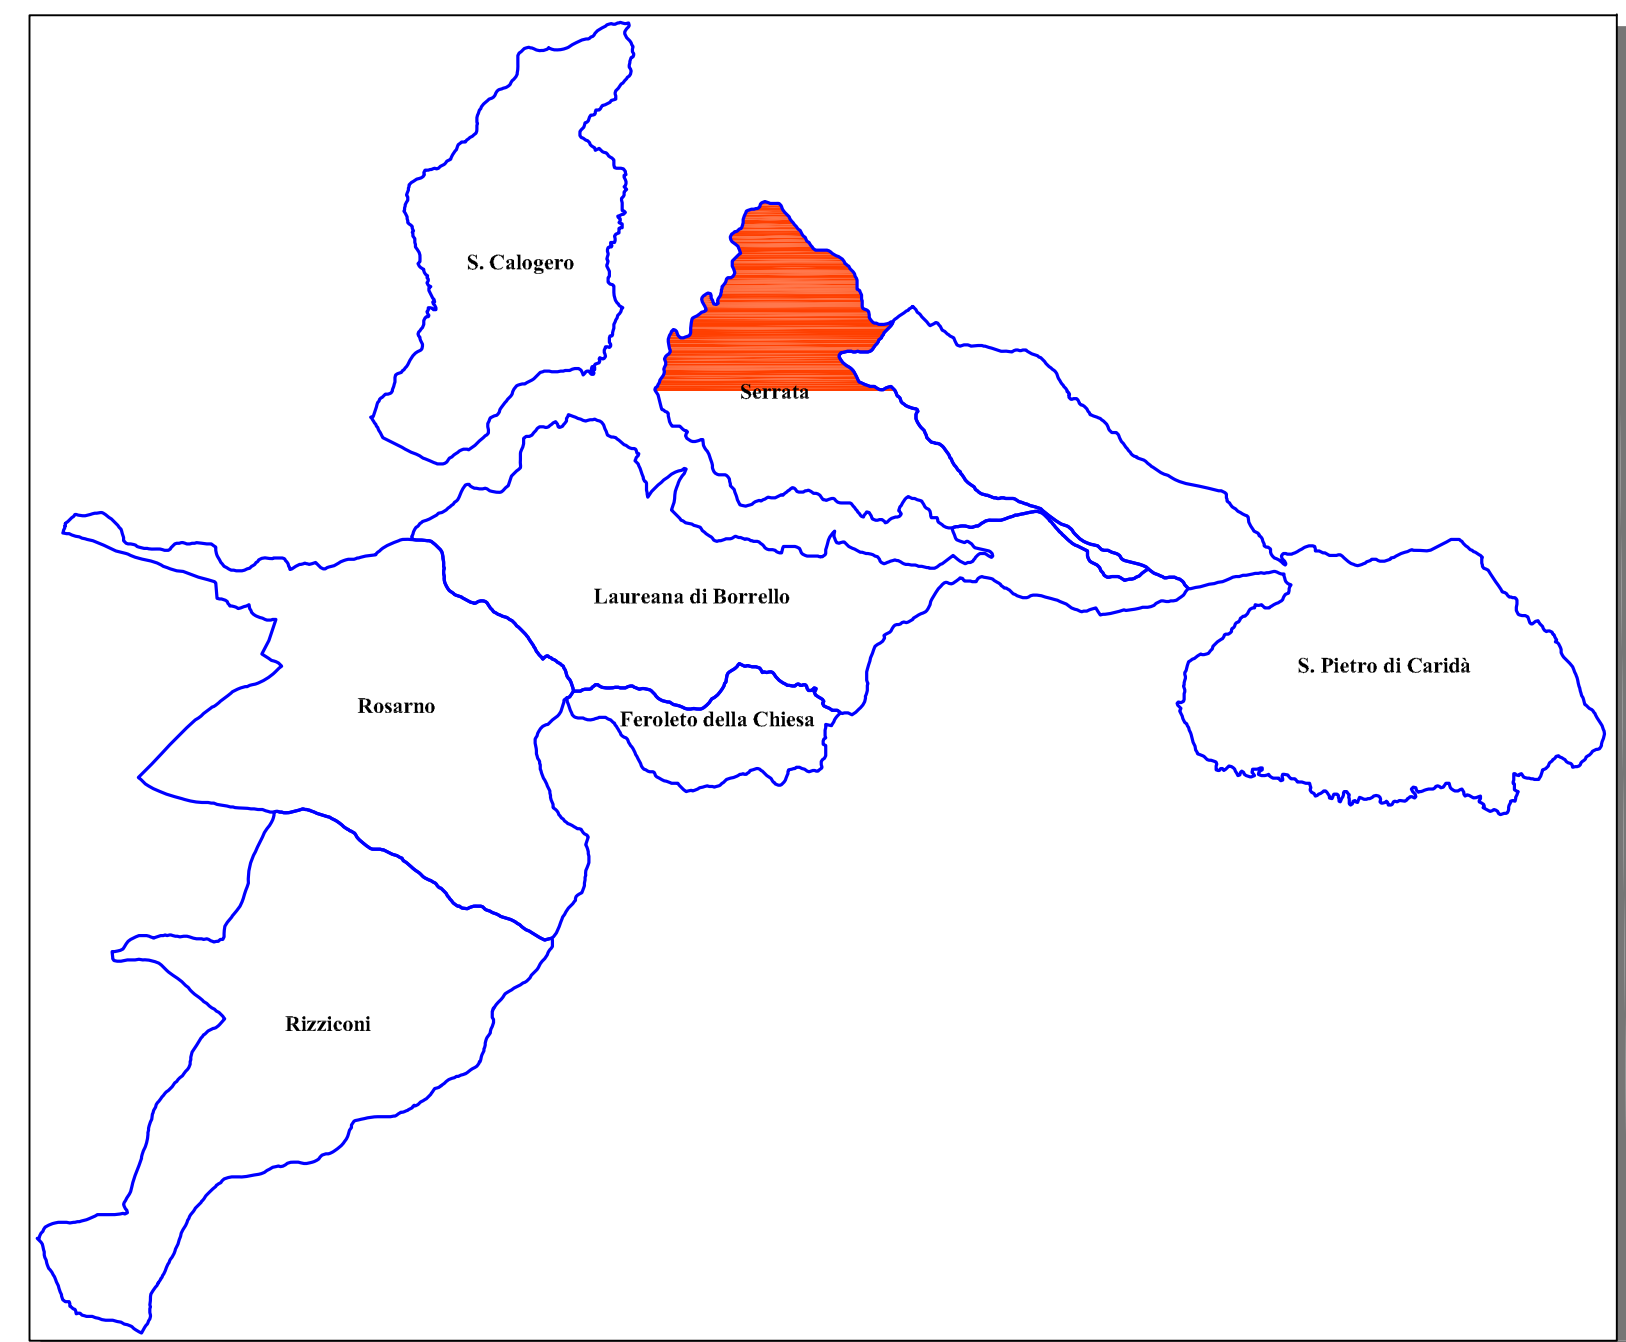 S. Calogero
Serrata
Laureana di Borrello
S. Pietro di Caridà
Rosarno
Feroleto della Chiesa
Rizziconi